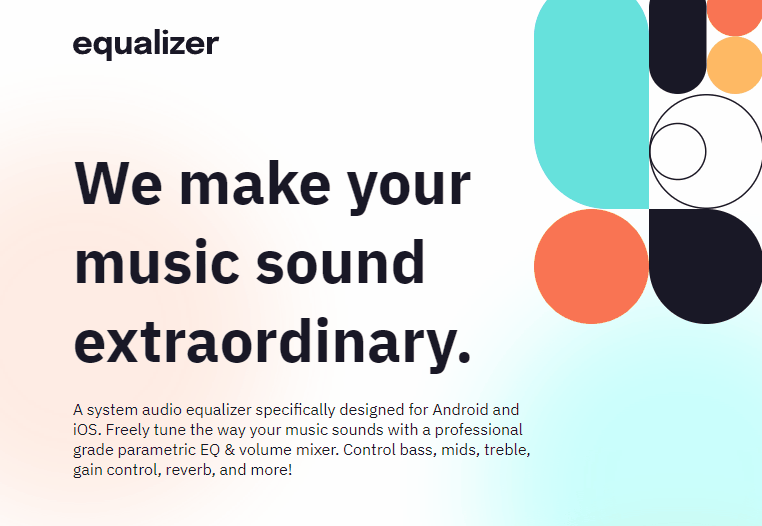 equalizer
We make your
music sound
extraordinary.
A system audio equalizer specifically designed for Android and
iOS. Freely tune the way your music sounds with a professional
grade parametric EQ & volume mixer. Control bass, mids, treble,
gain control, reverb, and more!